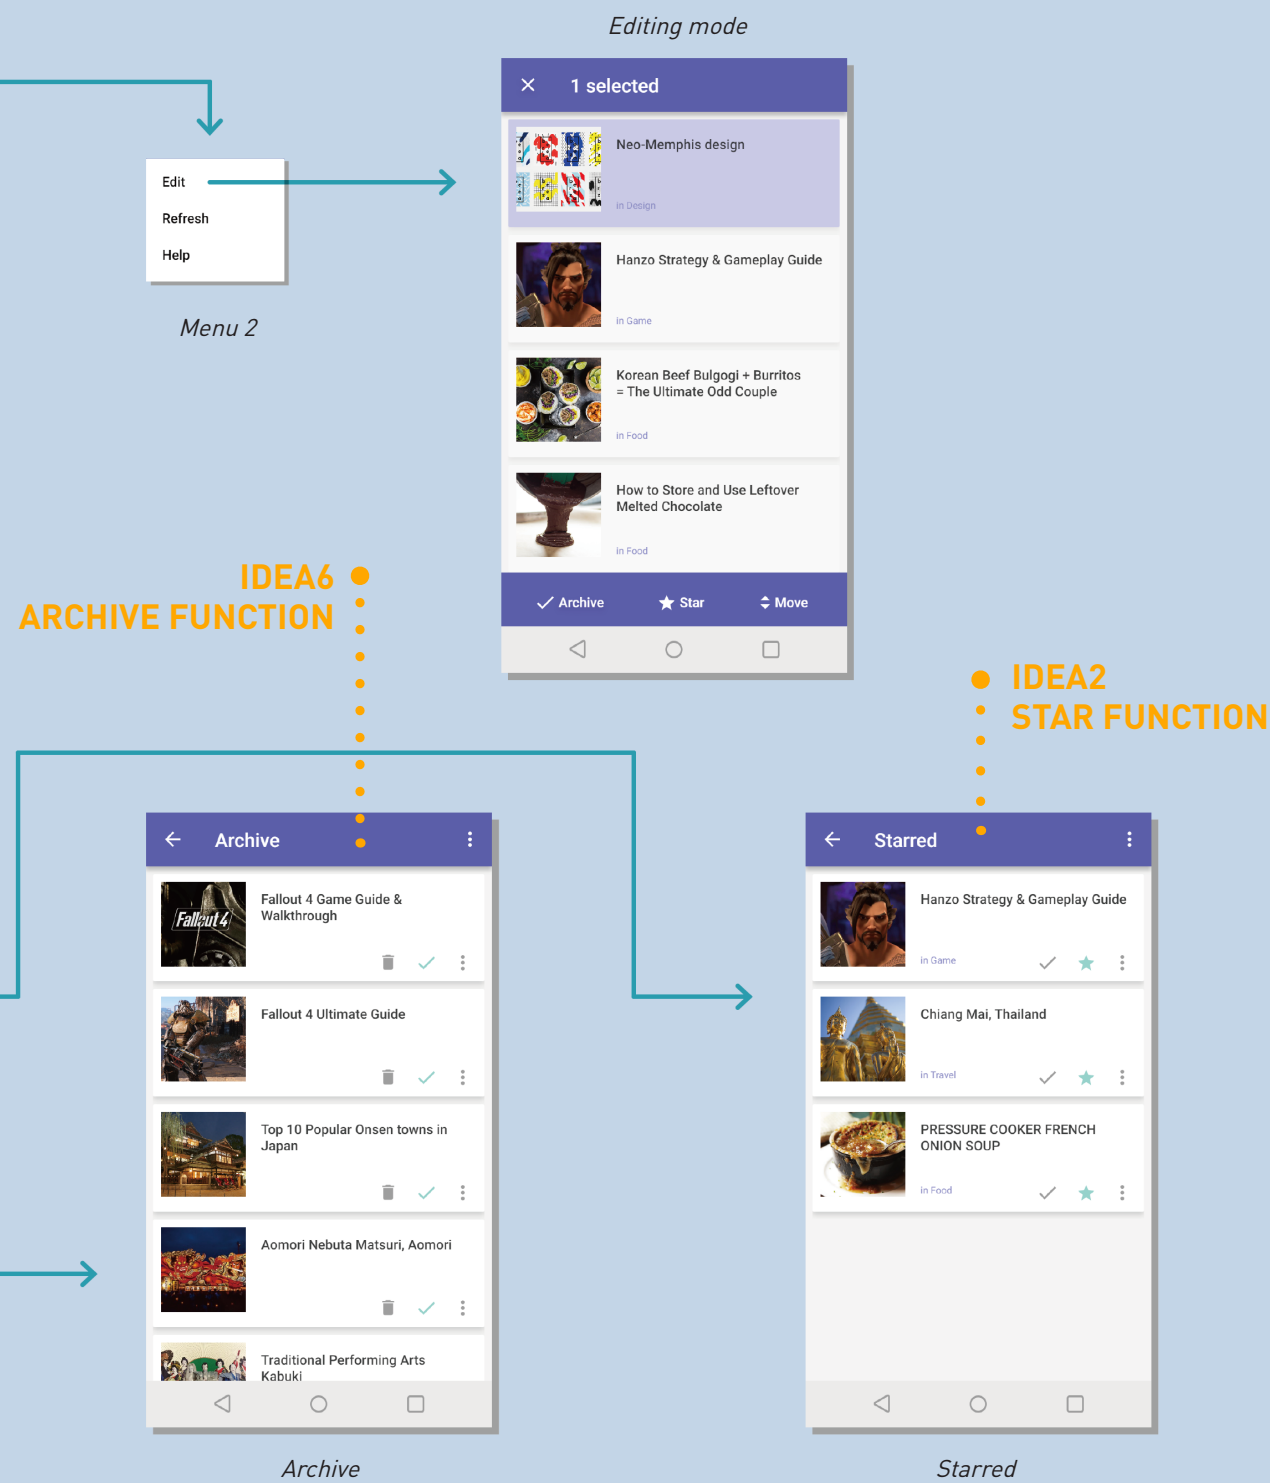 Editing mode
1 selected
Neo-Memphis design
in Design
Hanzo Strategy & Gameplay Guide
in Game
Korean Beef Bulgogi + Burritos
= The Ultimate Odd Couple
in Food
How to Store and Use Leftover
Melted Chocolate
in Food
Archive
Star
Move
Edit
Refresh
Help
Menu 2
IDEA6
ARCHIVE FUNCTION
IDEA2
STAR FUNCTION
Archive
Fallout 4
Fallout 4 Game Guide &
Walkthrough
Fallout 4 Ultimate Guide
Top 10 Popular Onsen towns in
Japan
Aomori Nebuta Matsuri, Aomori
Traditional Performing Arts
Kabuki
Archive
Starred
Hanzo Strategy & Gameplay Guide
in Game
Chiang Mai, Thailand
in Travel
PRESSURE COOKER FRENCH
ONION SOUP
in Food
Starred